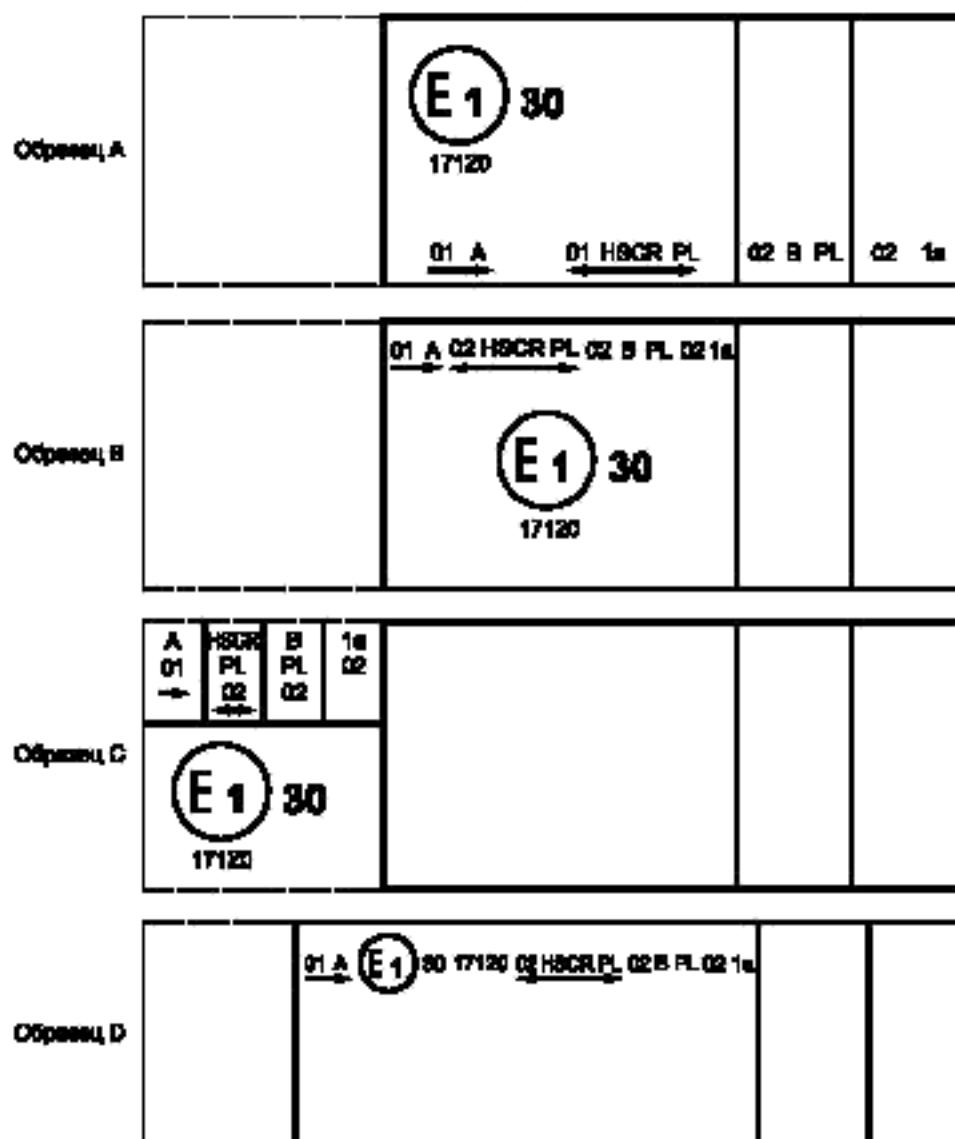 Образец A
E 1 30
17120
01 A 01 HSCR PL 02 B PL 02 1a
Образец B
01 A 02 HSCR PL 02 B PL 02 1a
E 1 30
17120
Образец C
A HSCR B 1a
01 PL PL 02
02 02
E 1 30
17120
Образец D
01 A E 1 30 17120 02 HSCR PL 02 B PL 02 1a